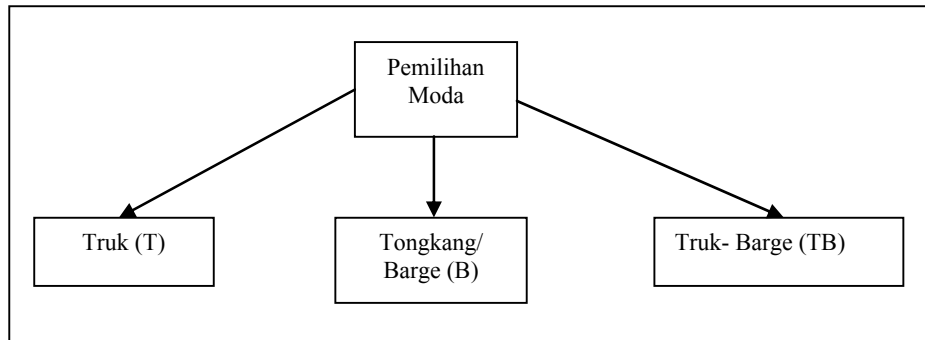 Pemilihan
Moda
Truk (T)
Tongkang/
Barge (B)
Truk- Barge (TB)